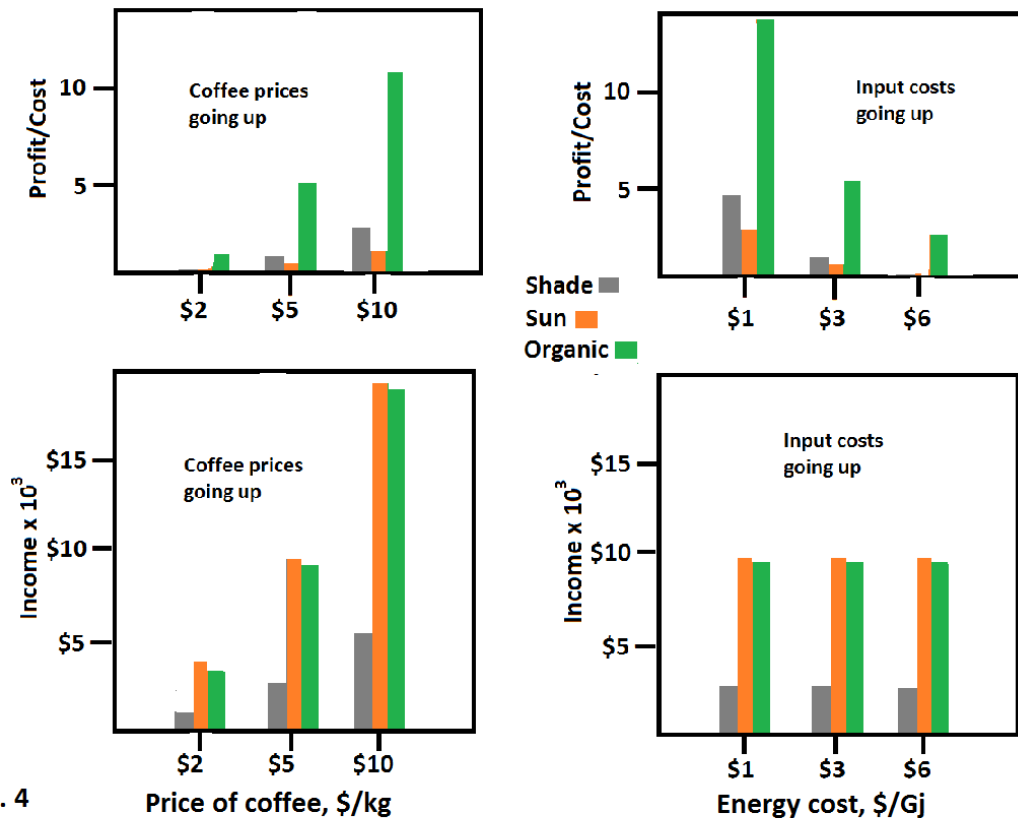 Profit/Cost
10
5
Coffee prices
going up
$2
$5
$10
Profit/Cost
10
5
Input costs
going up
$1
$3
$6
Shade
Sun
Organic
Income x 10³
$15
$10
$5
Coffee prices
going up
$2
$5
$10
Price of coffee, $/kg
Income x 10³
$15
$10
$5
Input costs
going up
$1
$3
$6
Energy cost, $/Gj
. 4